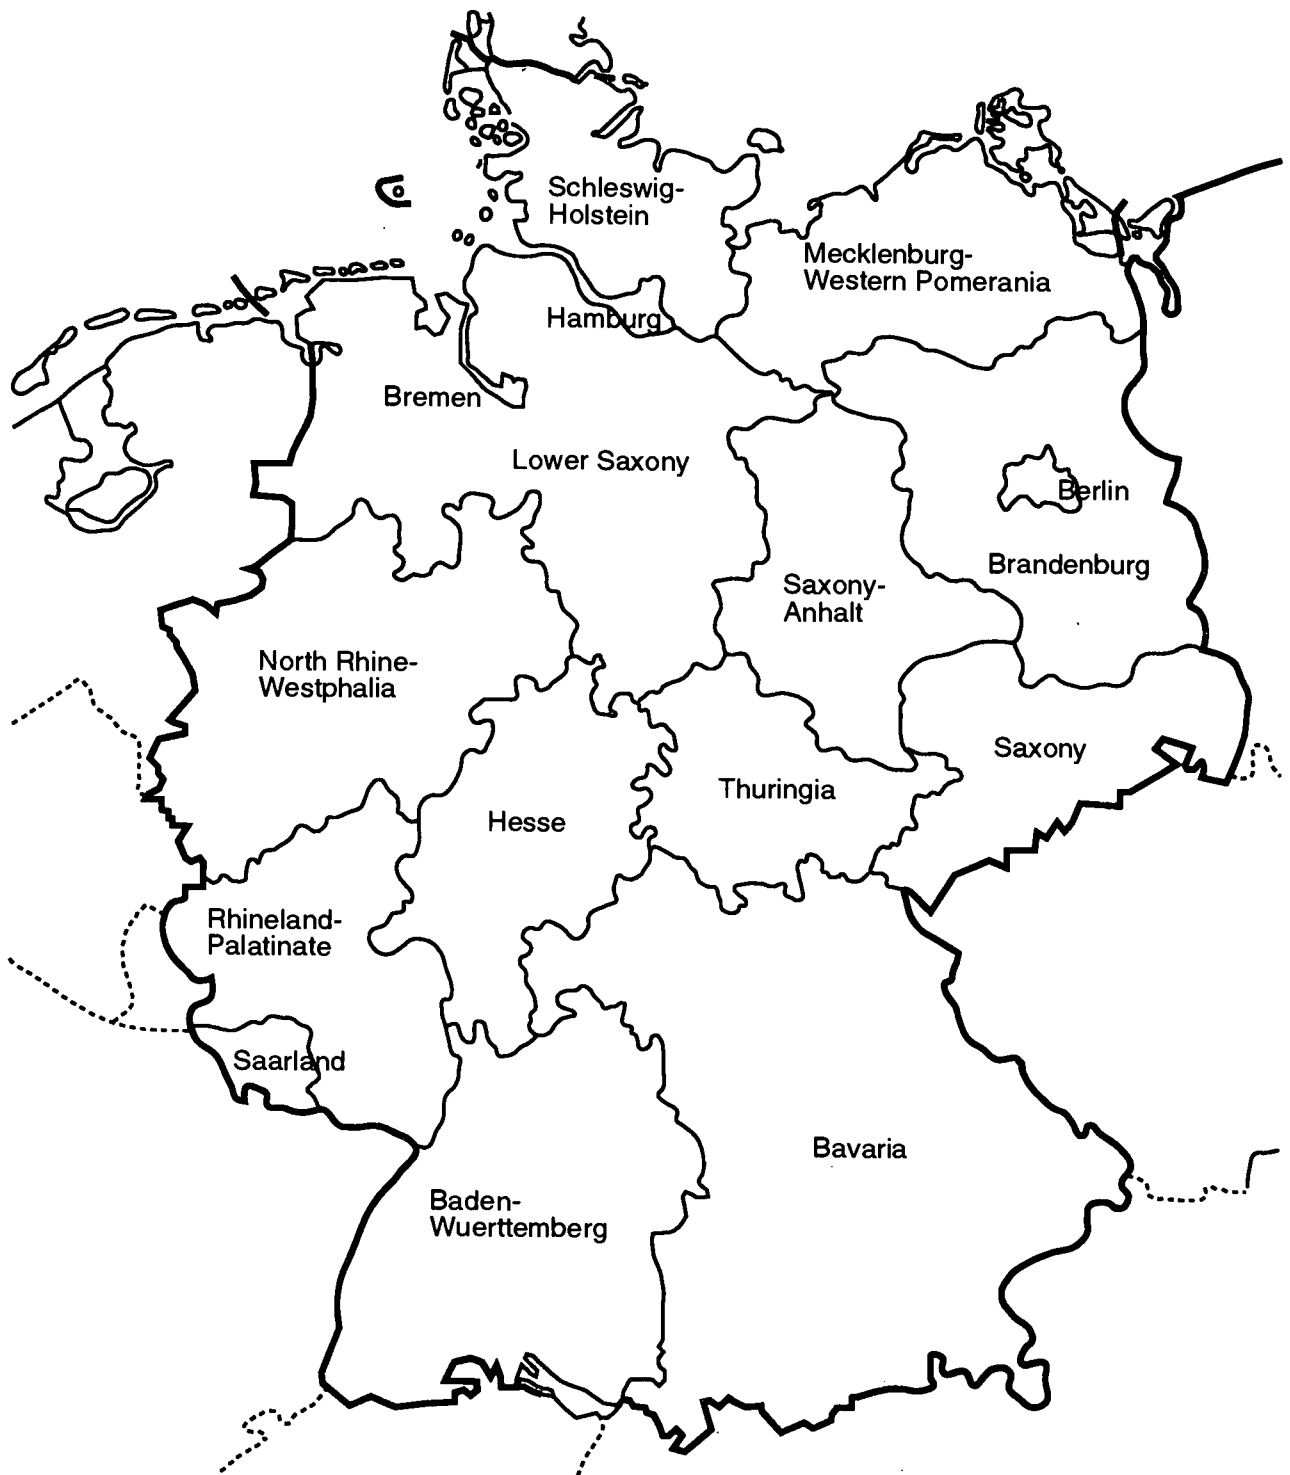 Schleswig-
Holstein
Mecklenburg-
Western Pomerania
Hamburg
Bremen
Lower Saxony
Berlin
Brandenburg
Saxony-
Anhalt
North Rhine-
Westphalia
Saxony
Thuringia
Hesse
Rhineland-
Palatinate
Saarland
Bavaria
Baden-
Wuerttemberg